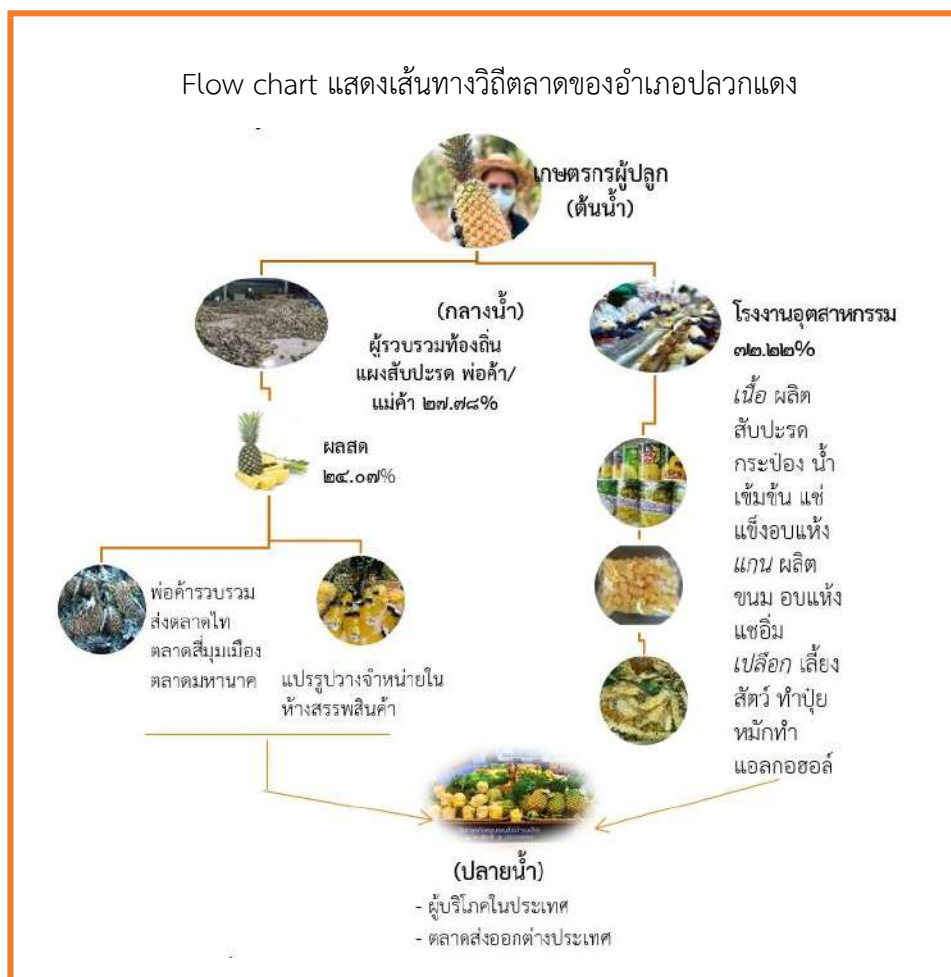 Flow chart แสดงเส้นทางวิถีตลาดของอำเภอปลวกแดง
เกษตรกรผู้ปลูก
(ต้นน้ำ)
(กลางน้ำ)
ผู้รวบรวมท้องถิ่น
แผงสับปะรด พ่อค้า/
แม่ค้า ๒๗.๗๘%
ผลสด
๒๔.๐๗%
พ่อค้ารวบรวม
ส่งตลาดไท
ตลาดสี่มุมเมือง
ตลาดมหานาค
แปรรูปวางจำหน่ายใน
ห้างสรรพสินค้า
โรงงานอุตสาหกรรม
๗๒.๒๒%
เนื้อ ผลิต
สับปะรด
กระป๋อง น้ำ
เข้มข้น แช่
แข็งอบแห้ง
แกน ผลิต
ขนม อบแห้ง
แชอิ่ม
เปลือก เลี้ยง
สัตว์ ทำปุ๋ย
หมักทำ
แอลกอฮอล์
(ปลายน้ำ)
- ผู้บริโภคในประเทศ
- ตลาดส่งออกต่างประเทศ